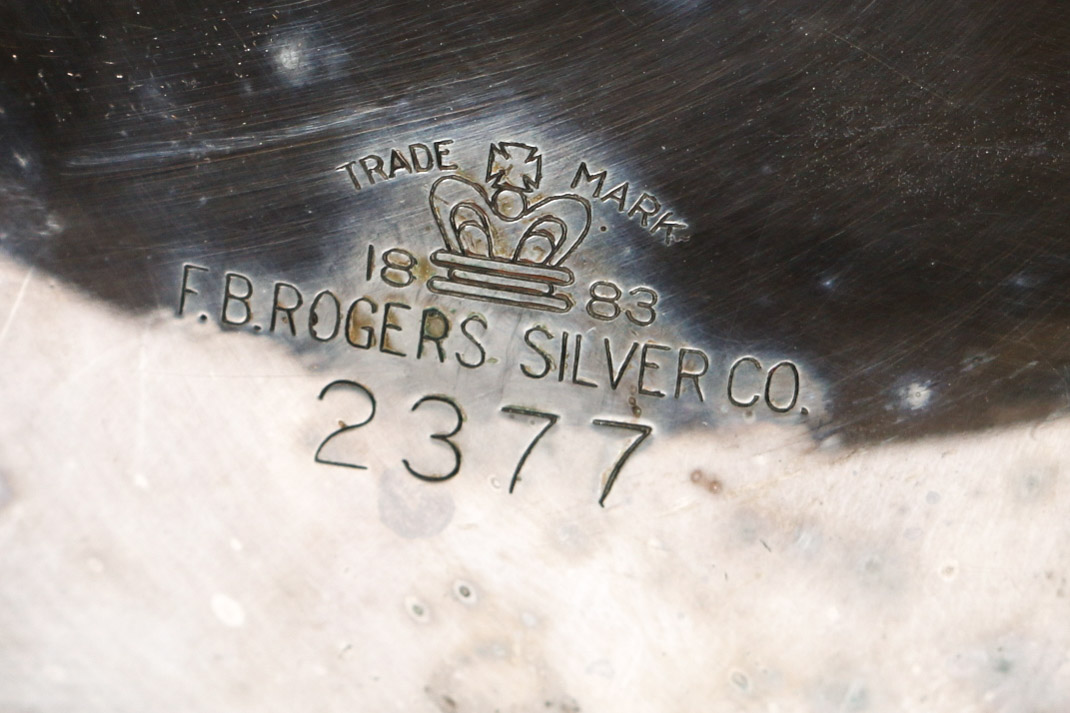 TRADE MARK
18 83
F.B.ROGERS SILVER CO.
2377